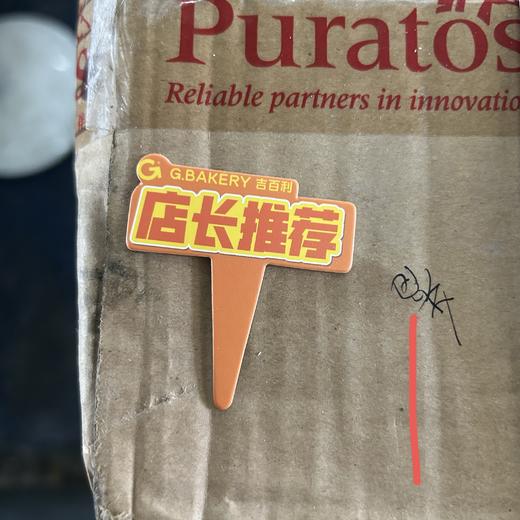 Puratos
Reliable partners in innovatio
G.BAKERY 吉百利
店长推荐